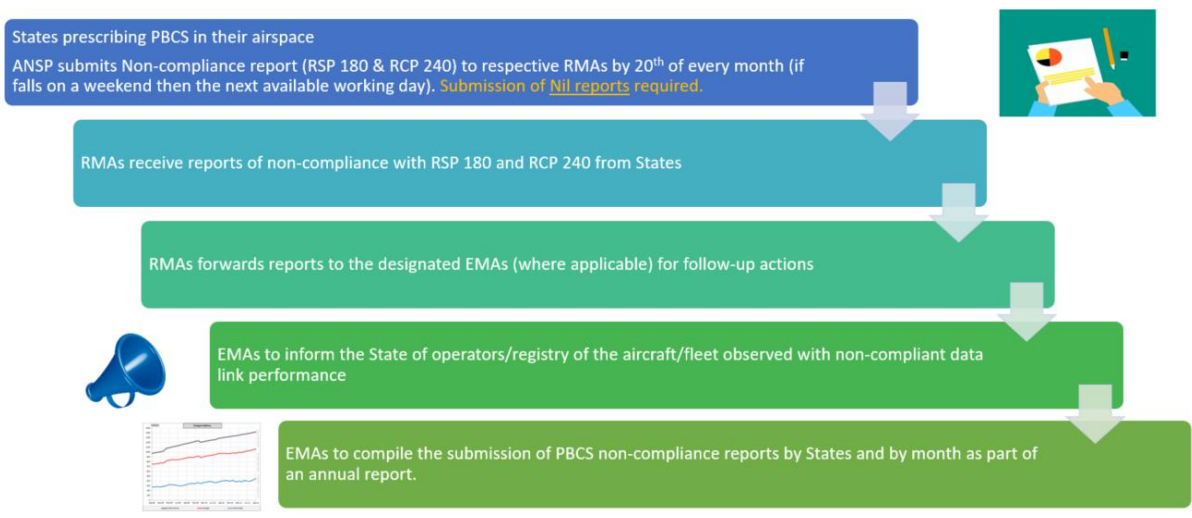 States prescribing PBCS in their airspace
ANSP submits Non-compliance report (RSP 180 & RCP 240) to respective RMAs by 20th of every month (if
falls on a weekend then the next available working day). Submission of Nil reports required.
RMAs receive reports of non-compliance with RSP 180 and RCP 240 from States
RMAs forwards reports to the designated EMAs (where applicable) for follow-up actions
EMAs to inform the State of operators/registry of the aircraft/fleet observed with non-compliant data
link performance
EMAs to compile the submission of PBCS non-compliance reports by States and by month as part of
an annual report.